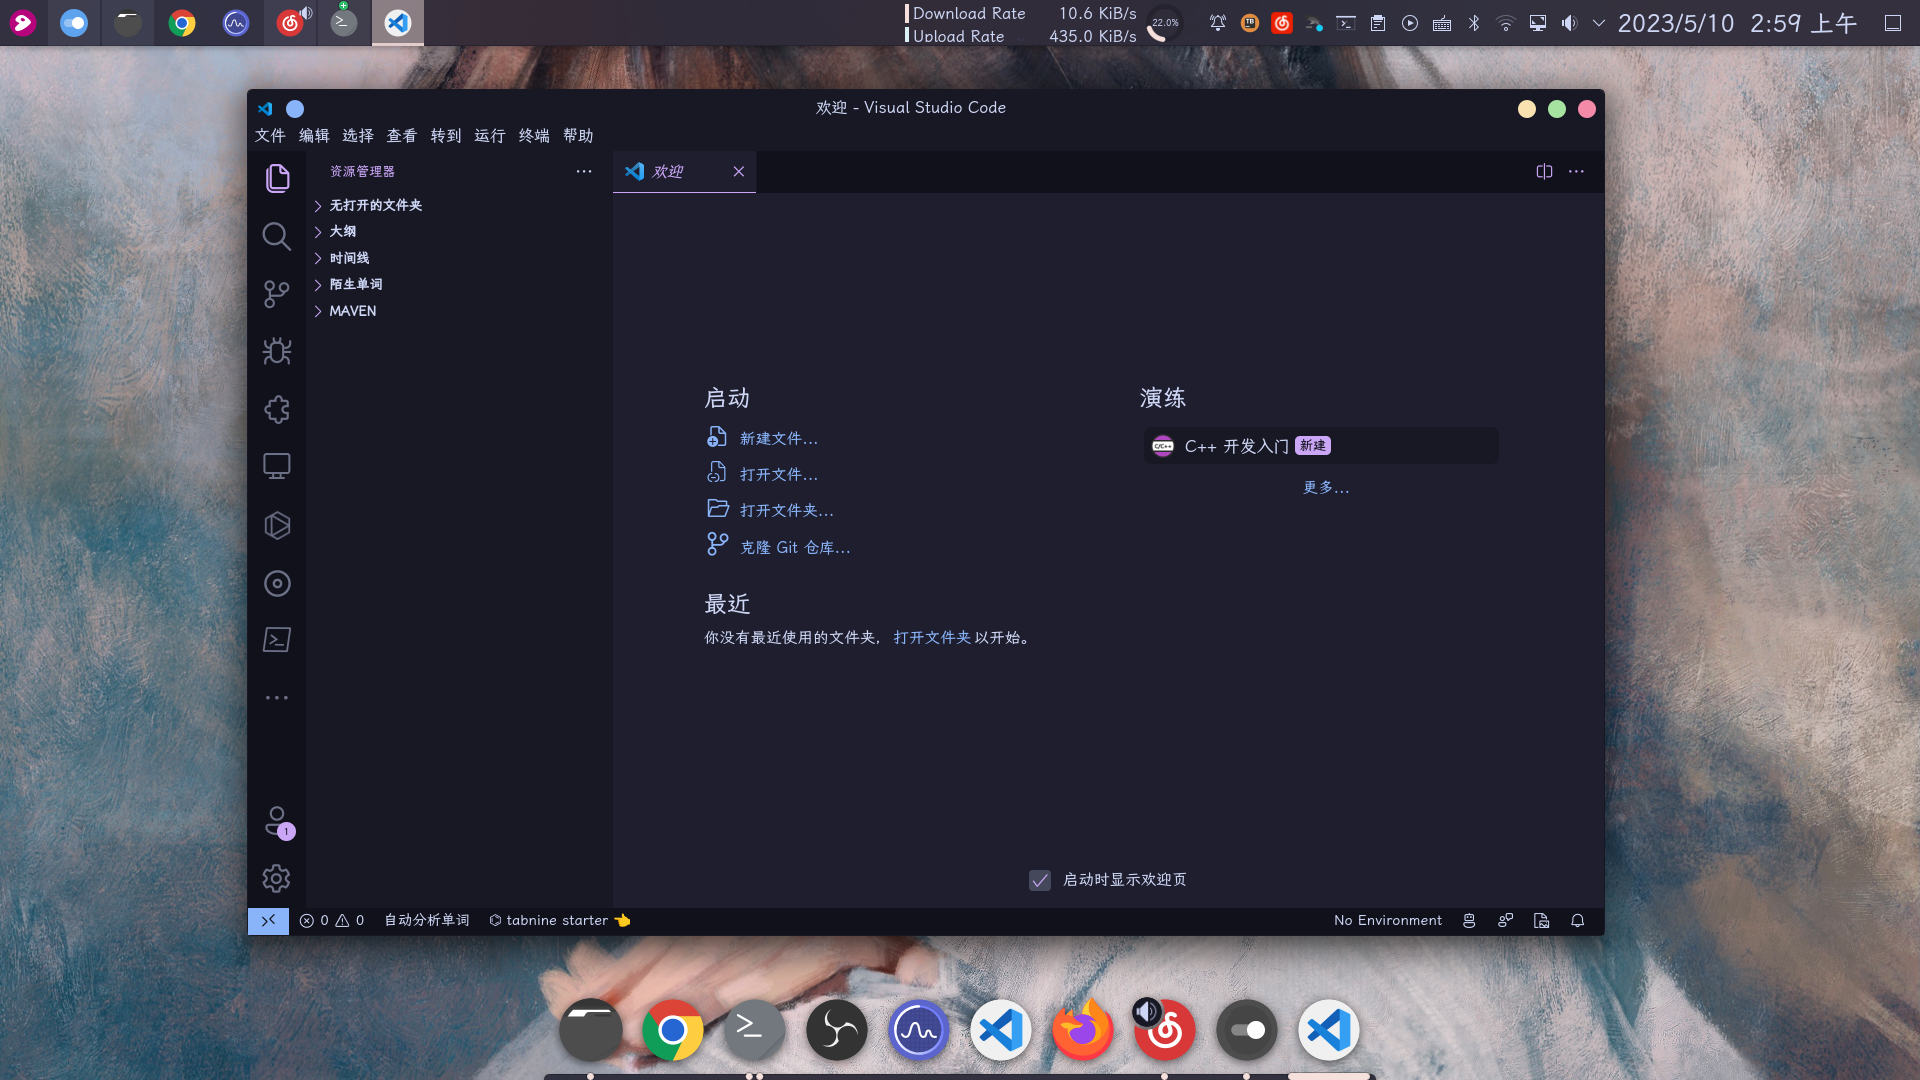 Download Rate 10.6 KiB/s
Upload Rate 435.0 KiB/s
22.0%
TB
2023/5/10 2:59 上午
欢迎 - Visual Studio Code
文件 编辑 选择 查看 转到 运行 终端 帮助
资源管理器
欢迎
无打开的文件夹
大纲
时间线
陌生单词
MAVEN
启动
新建文件...
打开文件...
打开文件夹...
克隆 Git 仓库...
最近
你没有最近使用的文件夹，打开文件夹以开始。
演练
C/C++
C++ 开发入门 新建
更多...
1
启动时显示欢迎页
0 0 自动分析单词 tabnine starter 👈 No Environment